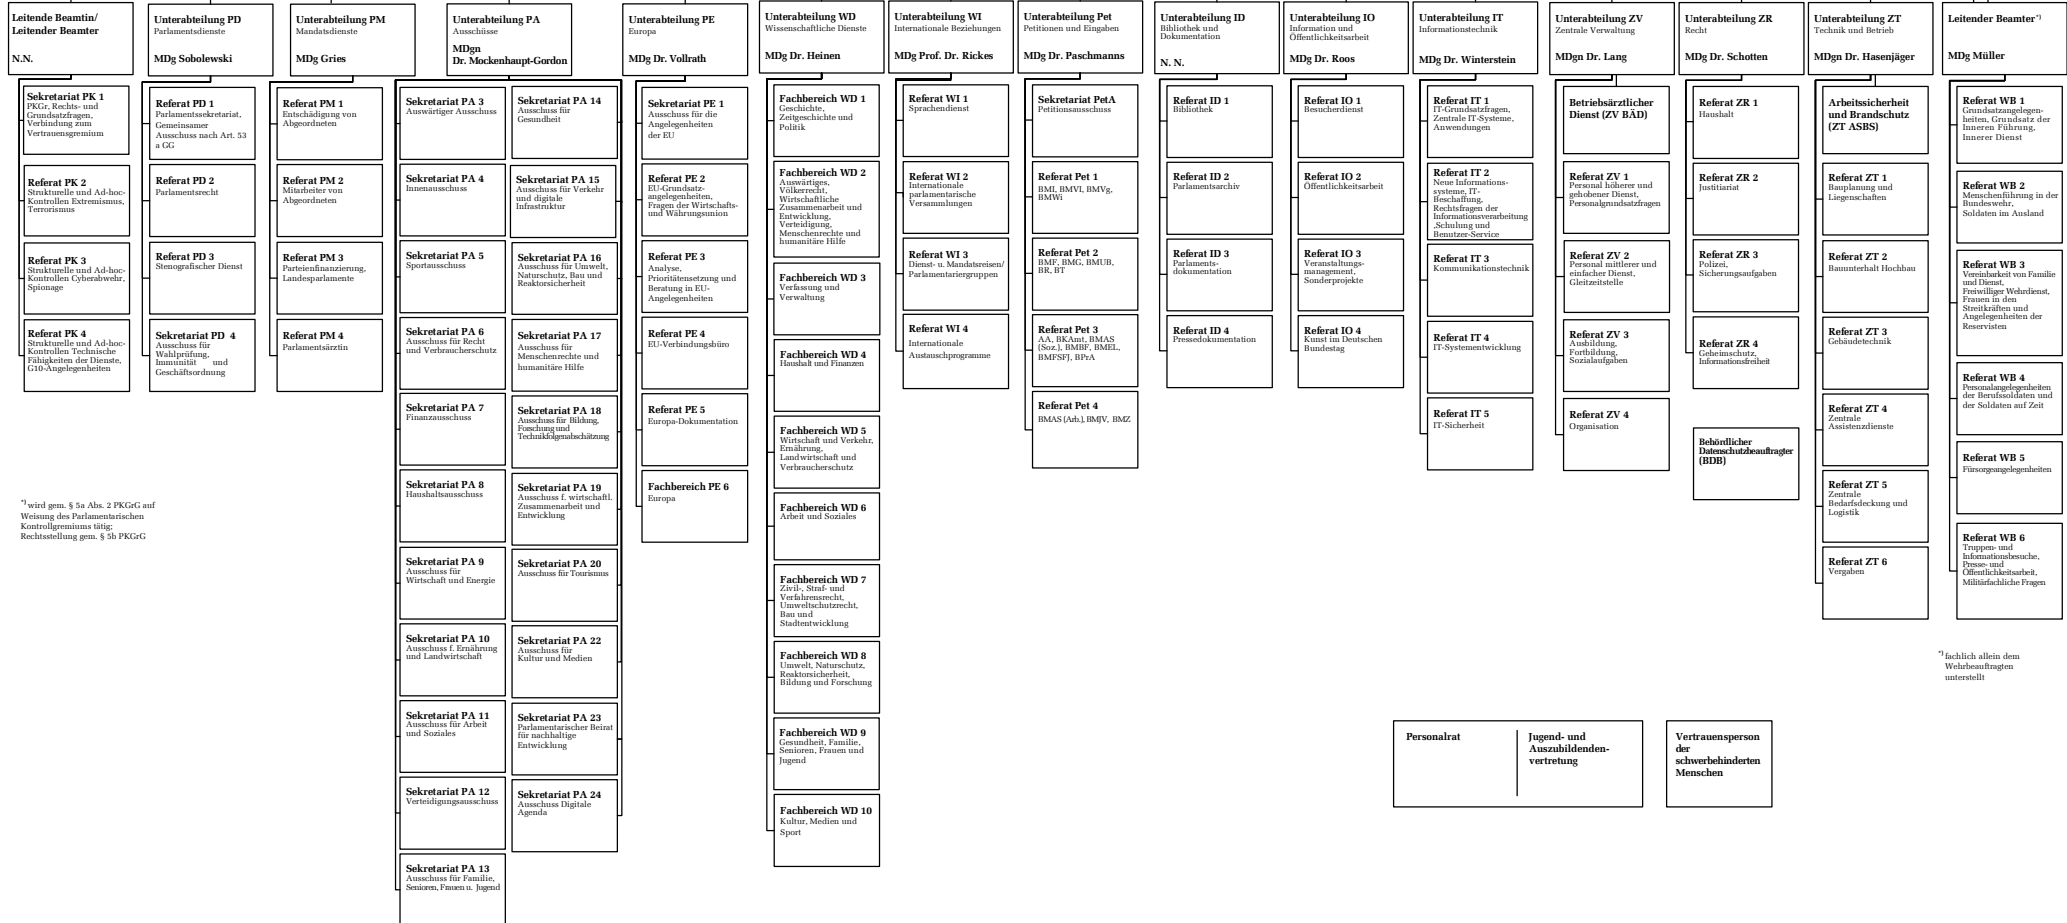 Leitende Beamtin/
Leitender Beamter
N.N.
Sekretariat PK 1
PKGr, Rechts- und
Grundsatzfragen,
Verbindung zum
Vertrauensgremium
Referat PK 2
Strukturelle und Ad-hoc-
Kontrollen Extremismus,
Terrorismus
Referat PK 3
Strukturelle und Ad-hoc-
Kontrollen Cyberabwehr,
Spionage
Referat PK 4
Strukturelle und Ad-hoc-
Kontrollen Technische
Fähigkeiten der Dienste,
G10-Angelegenheiten
*) wird gem. § 5a Abs. 2 PKGrG auf
Weisung des Parlamentarischen
Kontrollgremiums tätig;
Rechtsstellung gem. § 5b PKGrG
Unterabteilung PD
Parlamentsdienste
MDg Sobolewski
Referat PD 1
Parlamentssekretariat,
Gemeinsamer
Ausschuss nach Art. 53
a GG
Referat PD 2
Parlamentsrecht
Referat PD 3
Stenografischer Dienst
Sekretariat PD 4
Ausschuss für
Wahlprüfung,
Immunität und
Geschäftsordnung
Unterabteilung PM
Mandatsdienste
MDg Gries
Referat PM 1
Entschädigung von
Abgeordneten
Referat PM 2
Mitarbeiter von
Abgeordneten
Referat PM 3
Parteienfinanzierung,
Landesparlamente
Referat PM 4
Parlamentsärztin
Unterabteilung PA
Ausschüsse
MDgn
Dr. Mockenhaupt-Gordon
Sekretariat PA 3
Auswärtiger Ausschuss
Sekretariat PA 4
Innenausschuss
Sekretariat PA 5
Sportausschuss
Sekretariat PA 6
Ausschuss für Recht
und Verbraucherschutz
Sekretariat PA 7
Finanzausschuss
Sekretariat PA 8
Haushaltsausschuss
Sekretariat PA 9
Ausschuss für
Wirtschaft und Energie
Sekretariat PA 10
Ausschuss f. Ernährung
und Landwirtschaft
Sekretariat PA 11
Ausschuss für Arbeit
und Soziales
Sekretariat PA 12
Verteidigungsausschuss
Sekretariat PA 13
Ausschuss für Familie,
Senioren, Frauen u. Jugend
Sekretariat PA 14
Ausschuss für
Gesundheit
Sekretariat PA 15
Ausschuss für Verkehr
und digitale
Infrastruktur
Sekretariat PA 16
Ausschuss für Umwelt,
Naturschutz, Bau und
Reaktorsicherheit
Sekretariat PA 17
Ausschuss für
Menschenrechte und
humanitäre Hilfe
Sekretariat PA 18
Ausschuss für Bildung,
Forschung und
Technikfolgenabschätzung
Sekretariat PA 19
Ausschuss f. wirtschaftl.
Zusammenarbeit und
Entwicklung
Sekretariat PA 20
Ausschuss für Tourismus
Sekretariat PA 22
Ausschuss für
Kultur und Medien
Sekretariat PA 23
Parlamentarischer Beirat
für nachhaltige
Entwicklung
Sekretariat PA 24
Ausschuss Digitale
Agenda
Unterabteilung PE
Europa
MDg Dr. Vollrath
Sekretariat PE 1
Ausschuss für die
Angelegenheiten
der EU
Referat PE 2
EU-Grundsatz-
angelegenheiten,
Fragen der Wirtschafts-
und Währungsunion
Referat PE 3
Analyse,
Prioritätensetzung und
Beratung in EU-
Angelegenheiten
Referat PE 4
EU-Verbindungsbüro
Referat PE 5
Europa-Dokumentation
Fachbereich PE 6
Europa
Unterabteilung WD
Wissenschaftliche Dienste
MDg Dr. Heinen
Fachbereich WD 1
Geschichte,
Zeitgeschichte und
Politik
Fachbereich WD 2
Auswärtiges,
Völkerrecht,
Wirtschaftliche
Zusammenarbeit und
Entwicklung,
Verteidigung,
Menschenrechte und
humanitäre Hilfe
Fachbereich WD 3
Verfassung und
Verwaltung
Fachbereich WD 4
Haushalt und Finanzen
Fachbereich WD 5
Wirtschaft und Verkehr,
Ernährung,
Landwirtschaft und
Verbraucherschutz
Fachbereich WD 6
Arbeit und Soziales
Fachbereich WD 7
Zivil-, Straf- und
Verfahrensrecht,
Umweltschutzrecht,
Bau und
Stadtentwicklung
Fachbereich WD 8
Umwelt, Naturschutz,
Reaktorsicherheit,
Bildung und Forschung
Fachbereich WD 9
Gesundheit, Familie,
Senioren, Frauen und
Jugend
Fachbereich WD 10
Kultur, Medien und
Sport
Unterabteilung WI
Internationale Beziehungen
MDg Prof. Dr. Rickes
Referat WI 1
Sprachendienst
Referat WI 2
Internationale
parlamentarische
Versammlungen
Referat WI 3
Dienst- u. Mandatsreisen/
Parlamentariergruppen
Referat WI 4
Internationale
Austauschprogramme
Unterabteilung Pet
Petitionen und Eingaben
MDg Dr. Paschmanns
Sekretariat PetA
Petitionsausschuss
Referat Pet 1
BMI, BMVI, BMVg,
BMWi
Referat Pet 2
BMF, BMG, BMUB,
BR, BT
Referat Pet 3
AA, BKAmt, BMAS
(Soz.), BMBF, BMEL,
BMFSFJ, BPrA
Referat Pet 4
BMAS (Arb.), BMJV, BMZ
Unterabteilung ID
Bibliothek und
Dokumentation
N. N.
Referat ID 1
Bibliothek
Referat ID 2
Parlamentsarchiv
Referat ID 3
Parlaments-
dokumentation
Referat ID 4
Pressedokumentation
Unterabteilung IO
Information und
Öffentlichkeitsarbeit
MDg Dr. Roos
Referat IO 1
Besucherdienst
Referat IO 2
Öffentlichkeitsarbeit
Referat IO 3
Veranstaltungs-
management,
Sonderprojekte
Referat IO 4
Kunst im Deutschen
Bundestag
Unterabteilung IT
Informationstechnik
MDg Dr. Winterstein
Referat IT 1
IT-Grundsatzfragen,
Zentrale IT-Systeme,
Anwendungen
Referat IT 2
Neue Informations-
systeme, IT-
Beschaffung,
Rechtsfragen der
Informationsverarbeitung
,Schulung und
Benutzer-Service
Referat IT 3
Kommunikationstechnik
Referat IT 4
IT-Systementwicklung
Referat IT 5
IT-Sicherheit
Unterabteilung ZV
Zentrale Verwaltung
MDgn Dr. Lang
Betriebsärztlicher
Dienst (ZV BÄD)
Referat ZV 1
Personal höherer und
gehobener Dienst,
Personalgrundsatzfragen
Referat ZV 2
Personal mittlerer und
einfacher Dienst,
Gleitzeitstelle
Referat ZV 3
Ausbildung,
Fortbildung,
Sozialaufgaben
Referat ZV 4
Organisation
Unterabteilung ZR
Recht
MDg Dr. Schotten
Referat ZR 1
Haushalt
Referat ZR 2
Justitiariat
Referat ZR 3
Polizei,
Sicherungsaufgaben
Referat ZR 4
Geheimschutz,
Informationsfreiheit
Behördlicher
Datenschutzbeauftragter
(BDB)
Unterabteilung ZT
Technik und Betrieb
MDgn Dr. Hasenjäger
Arbeitssicherheit
und Brandschutz
(ZT ASBS)
Referat ZT 1
Bauplanung und
Liegenschaften
Referat ZT 2
Bauunterhalt Hochbau
Referat ZT 3
Gebäudetechnik
Referat ZT 4
Zentrale
Assistenzdienste
Referat ZT 5
Zentrale
Bedarfsdeckung und
Logistik
Referat ZT 6
Vergaben
Leitender Beamter*)
MDg Müller
Referat WB 1
Grundsatzangelegen-
heiten, Grundsatz der
Inneren Führung,
Innerer Dienst
Referat WB 2
Menschenführung in der
Bundeswehr,
Soldaten im Ausland
Referat WB 3
Vereinbarkeit von Familie
und Dienst,
Freiwilliger Wehrdienst,
Frauen in den
Streitkräften und
Angelegenheiten der
Reservisten
Referat WB 4
Personalangelegenheiten
der Berufssoldaten und
der Soldaten auf Zeit
Referat WB 5
Fürsorgeangelegenheiten
Referat WB 6
Truppen- und
Informationsbesuche,
Presse- und
Öffentlichkeitsarbeit,
Militärfachliche Fragen
*) fachlich allein dem
Wehrbeauftragten
unterstellt
Personalrat
Jugend- und
Auszubildenden-
vertretung
Vertrauensperson
der
schwerbehinderten
Menschen